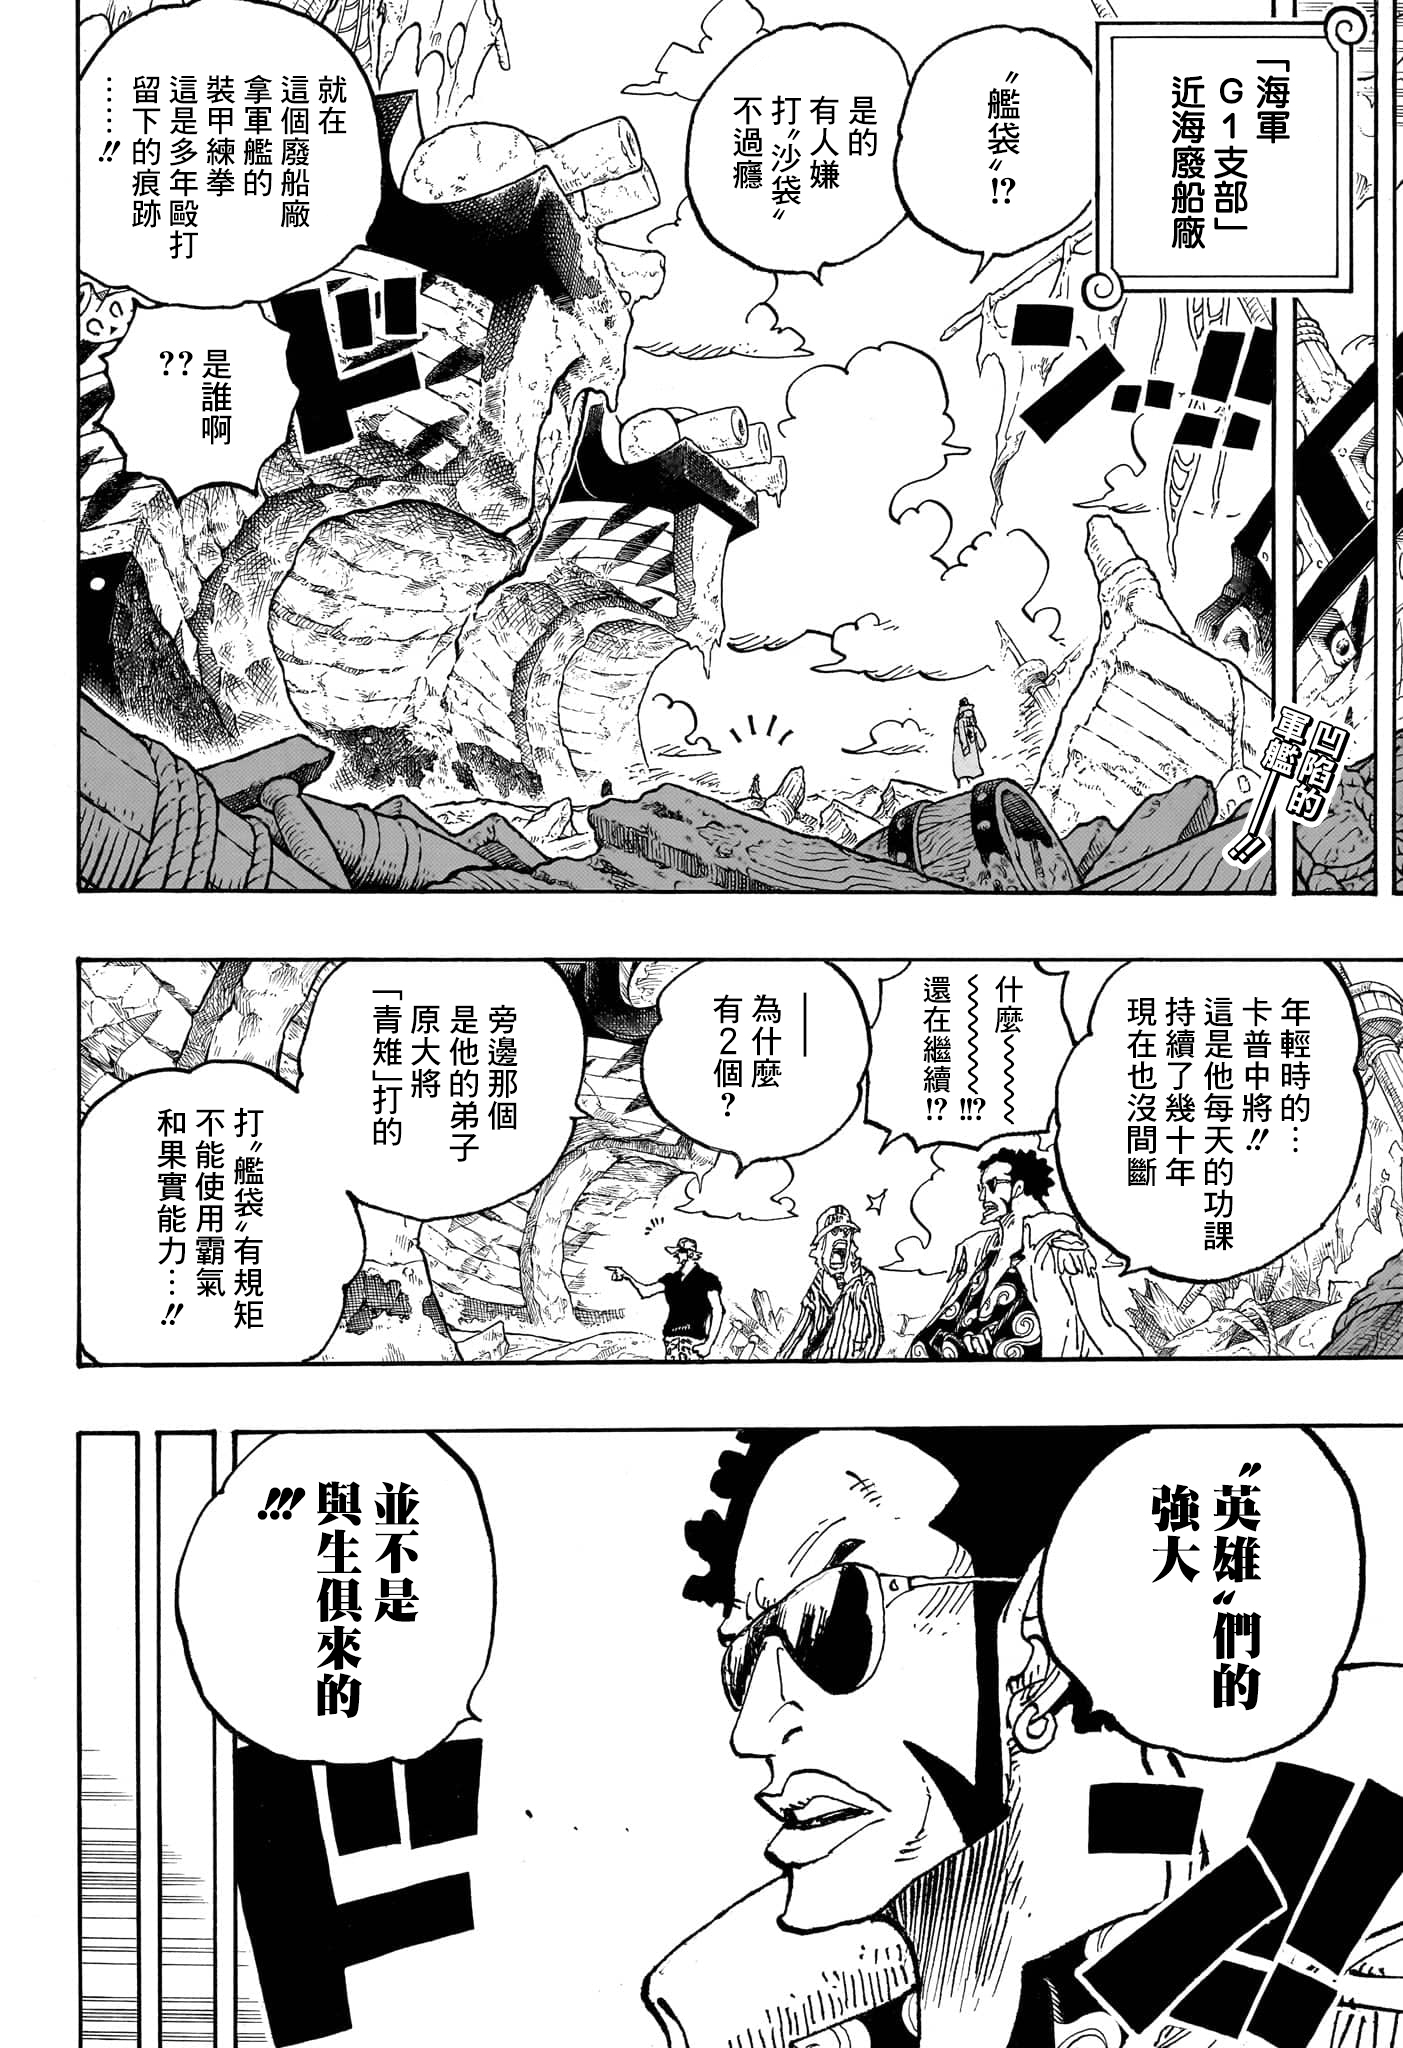 「海軍
G1支部」
近海廢船廠
〝艦袋〞!?
是的
有人嫌
打〝沙袋〞
不過癮
就在
這個廢船廠
拿軍艦的
裝甲練拳
這是多年毆打
留下的痕跡
……!!
是誰啊
??
ドンッ!!
凹陷的
軍艦——!!
年輕時的…
卡普中將!!
這是他每天的功課
持續了幾十年
現在也沒間斷
什麼~~~~
~~~~!!?
還在繼續!?
——
為什麼
有2個?
旁邊那個
是他的弟子
原大將
「青雉」打的
打〝艦袋〞有規矩
不能使用霸氣
和果實能力…!!
〝英雄〞們的
強大
並不是
與生俱來的
!!!
ドン